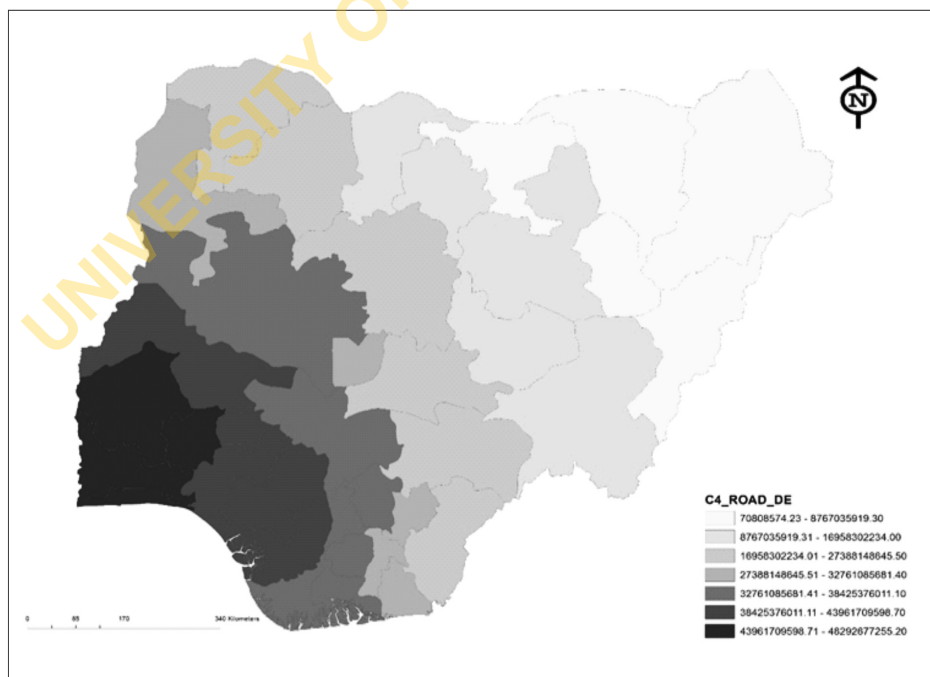 UNIVERSITY O
N
C4_ROAD_DE
70808574.23 - 8767035919.30
8767035919.31 - 16958302234.00
16958302234.01 - 27388148645.50
27388148645.51 - 32761085681.40
32761085681.41 - 38425376011.10
38425376011.11 - 43961709598.70
43961709598.71 - 48292677255.20
0 85 170 340 Kilometers